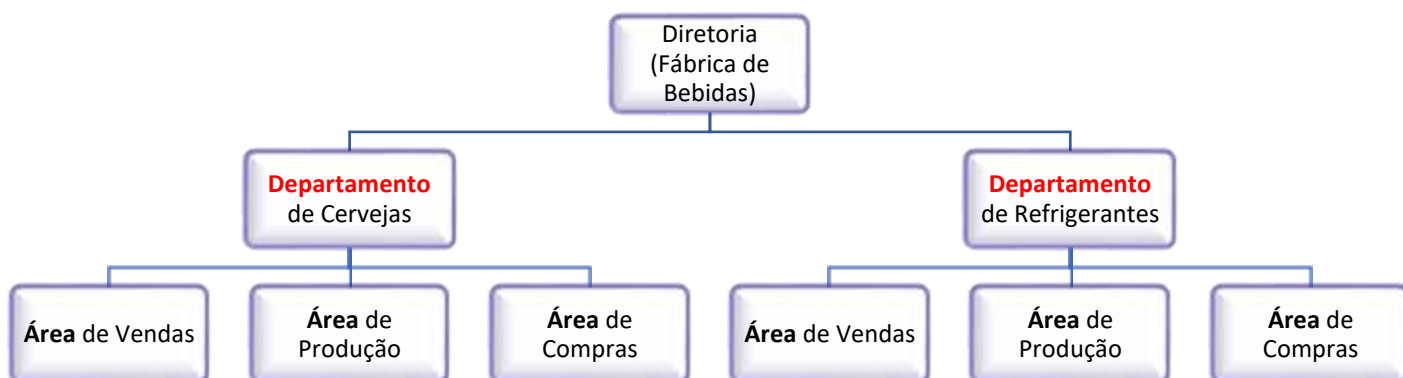 Diretoria
(Fábrica de
Bebidas)
Departamento
de Cervejas
Departamento
de Refrigerantes
Área de Vendas
Área de
Produção
Área de
Compras
Área de Vendas
Área de
Produção
Área de
Compras